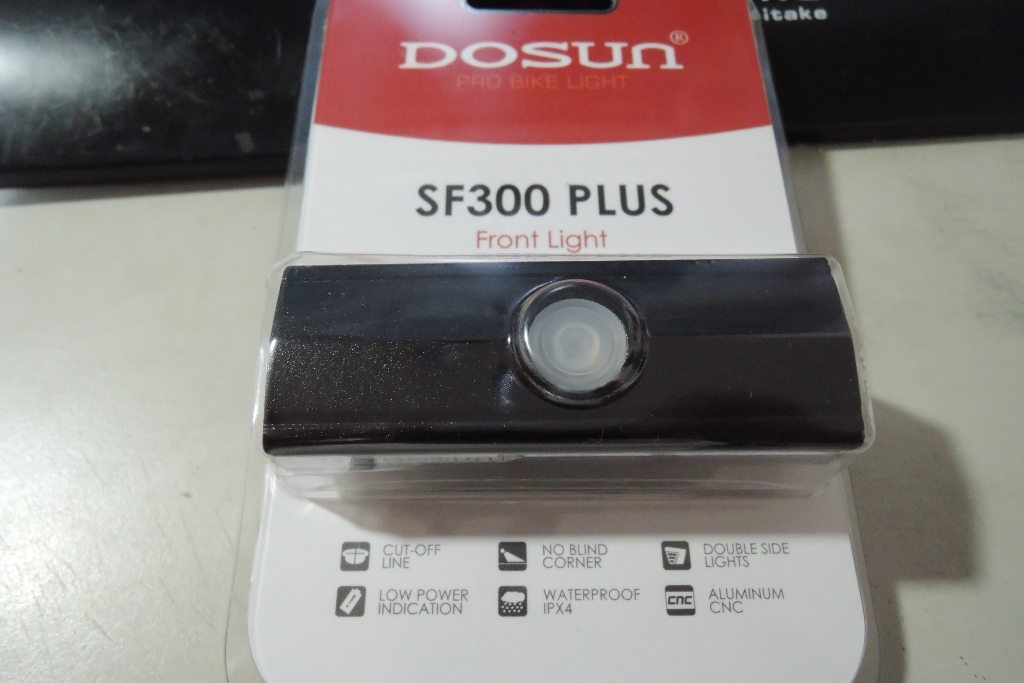 itake
DOSUN®
PRO BIKE LIGHT
SF300 PLUS
Front Light
CUT-OFF
LINE
NO BLIND
CORNER
DOUBLE SIDE
LIGHTS
LOW POWER
INDICATION
WATERPROOF
IPX4
CNC
ALUMINUM
CNC